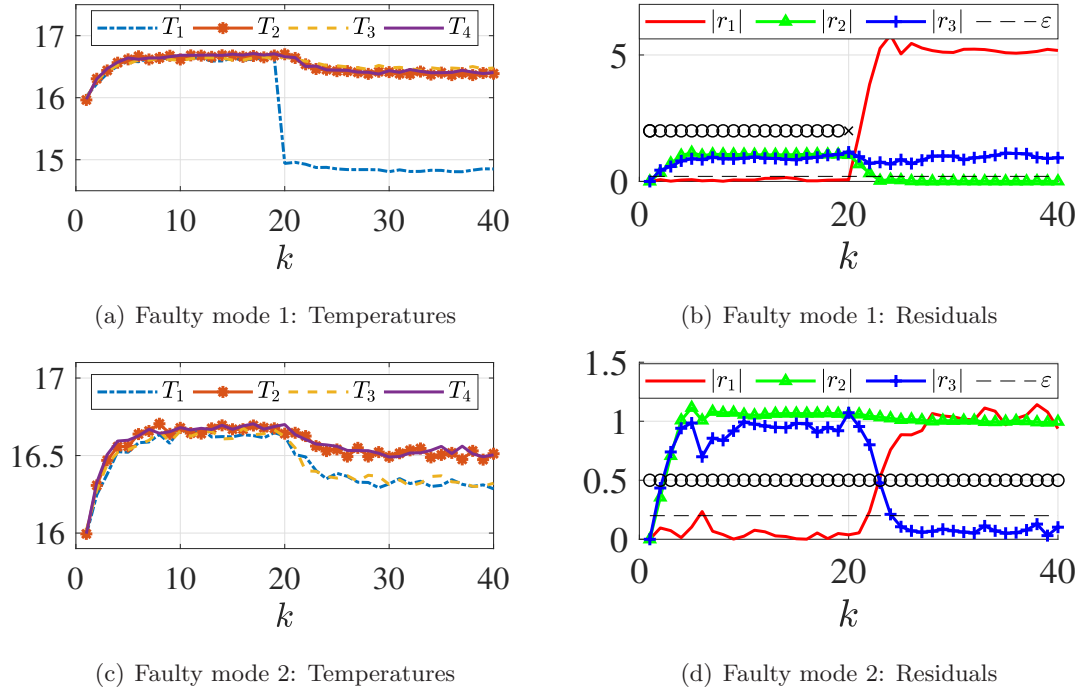 T₁ T₂ T₃ T₄
17
16
15
0 10 20 30 40
k
(a) Faulty mode 1: Temperatures
|r₁| |r₂| |r₃| ε
5
0
0 20 40
k
(b) Faulty mode 1: Residuals
T₁ T₂ T₃ T₄
17
16.5
16
0 10 20 30 40
k
(c) Faulty mode 2: Temperatures
1.5
|r₁| |r₂| |r₃| ε
1
0.5
0
0 20 40
k
(d) Faulty mode 2: Residuals